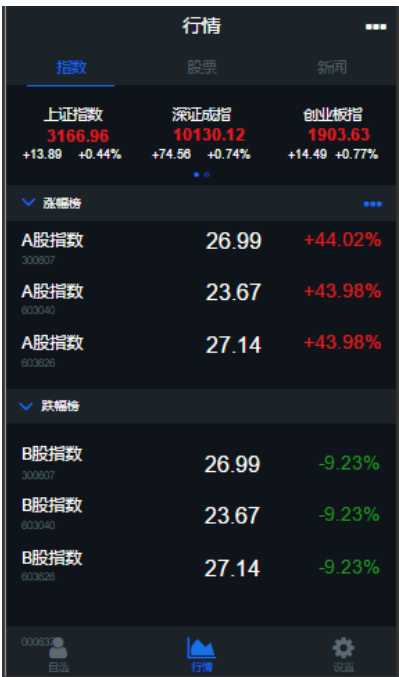 行情
指数 股票 新闻
上证指数 深证成指 创业板指
3166.96 10130.12 1903.63
+13.89 +0.44% +74.56 +0.74% +14.49 +0.77%
涨幅榜
A股指数 26.99 +44.02%
300607
A股指数 23.67 +43.98%
603040
A股指数 27.14 +43.98%
603626
跌幅榜
B股指数 26.99 -9.23%
300607
B股指数 23.67 -9.23%
603040
B股指数 27.14 -9.23%
603626
自选 行情 设置